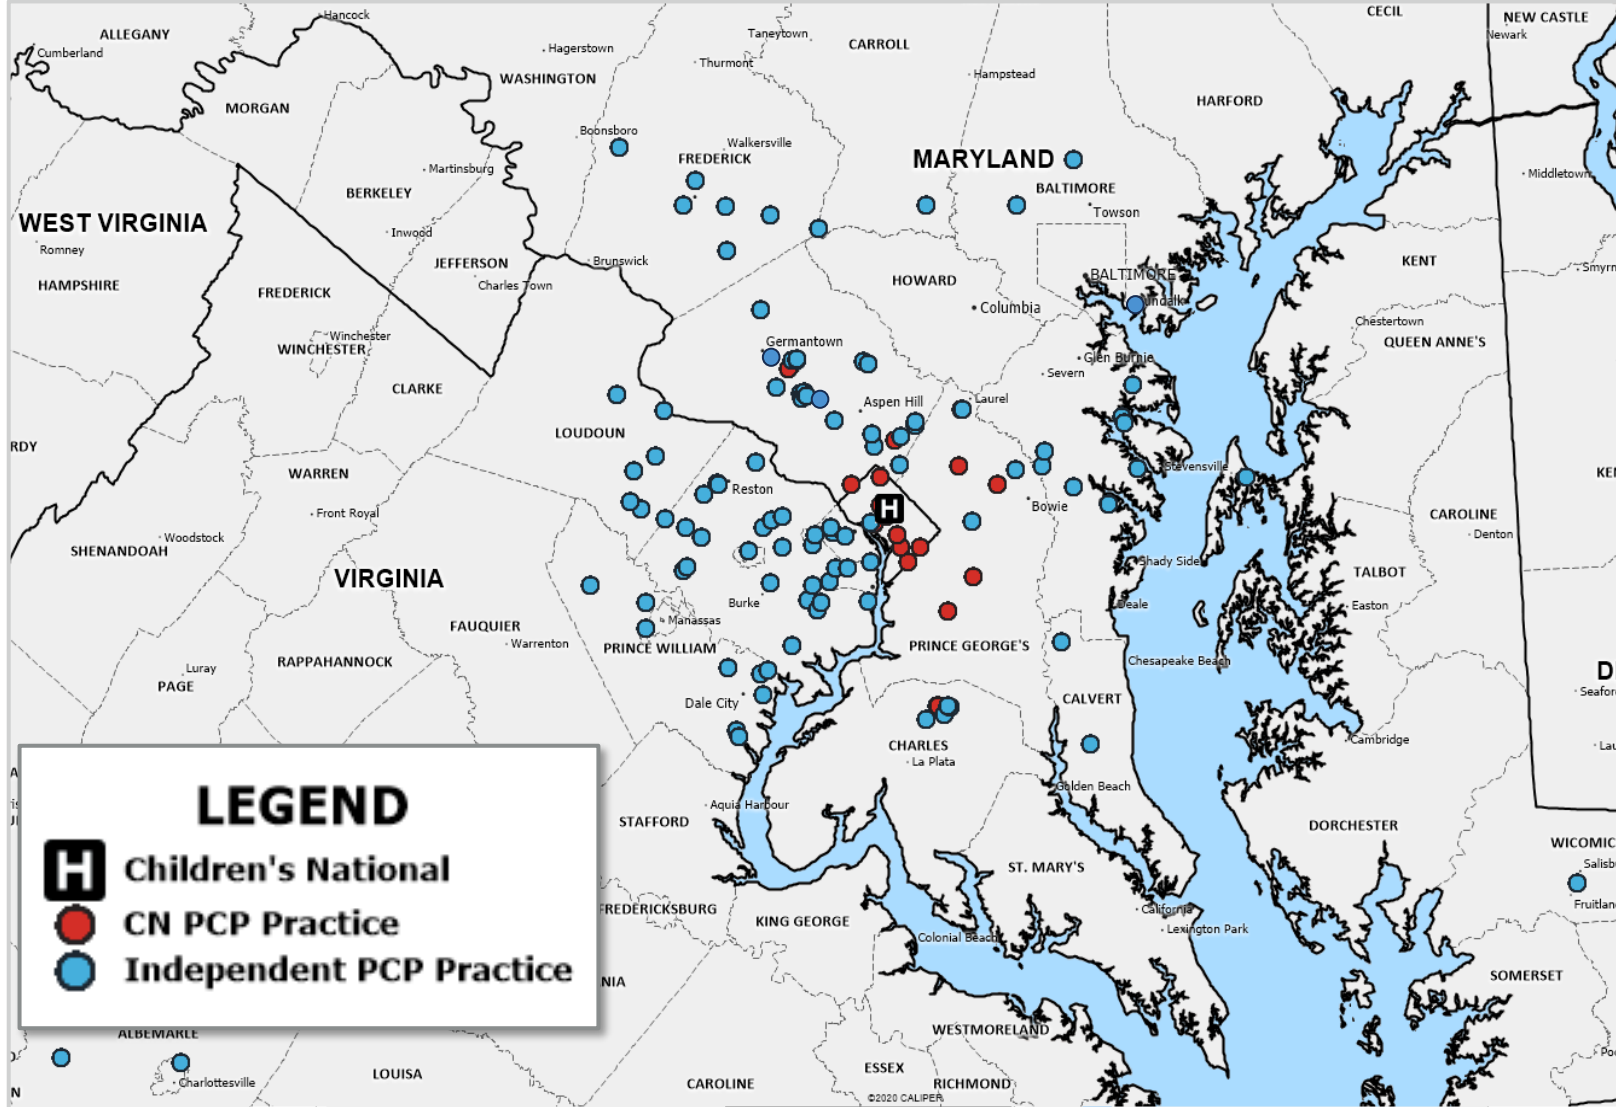 CECIL
NEW CASTLE
Hancock
ALLEGANY
Taneytown
Newark
CARROLL
Cumberland
Hagerstown
Thurmont
Hampstead
WASHINGTON
HARFORD
MORGAN
Boonsboro
Walkersville
FREDERICK
MARYLAND
Martinsburg
Middletown
BERKELEY
BALTIMORE
Towson
WEST VIRGINIA
Inwood
Romney
JEFFERSON
Brunswick
KENT
HAMPSHIRE
Charles Town
HOWARD
BALTIMORE
FREDERICK
Columbia
Chestertown
Winchester
WINCHESTER
Germantown
QUEEN ANNE'S
Glen Burnie
Severn
CLARKE
Aspen Hill
Laurel
LOUDOUN
RDY
WARREN
Stevensville
Reston
Bowie
Front Royal
CAROLINE
Denton
Woodstock
SHENANDOAH
Shady Side
VIRGINIA
TALBOT
Burke
Deale
Easton
Manassas
FAUQUIER
Warrenton
PRINCE WILLIAM
PRINCE GEORGE'S
RAPPAHANNOCK
Chesapeake Beach
Luray
PAGE
Dale City
CALVERT
Cambridge
CHARLES
La Plata
H
LEGEND
H Children's National
CN PCP Practice
Independent PCP Practice
Golden Beach
Aquia Harbour
STAFFORD
DORCHESTER
WICOMIC
Salisb
ST. MARY'S
Fruitlan
FREDERICKSBURG
KING GEORGE
California
Lexington Park
Colonial Beach
SOMERSET
NIA
ALBEMARLE
WESTMORELAND
Charlottesville
LOUISA
ESSEX
CAROLINE
RICHMOND
©2020 CALIPER